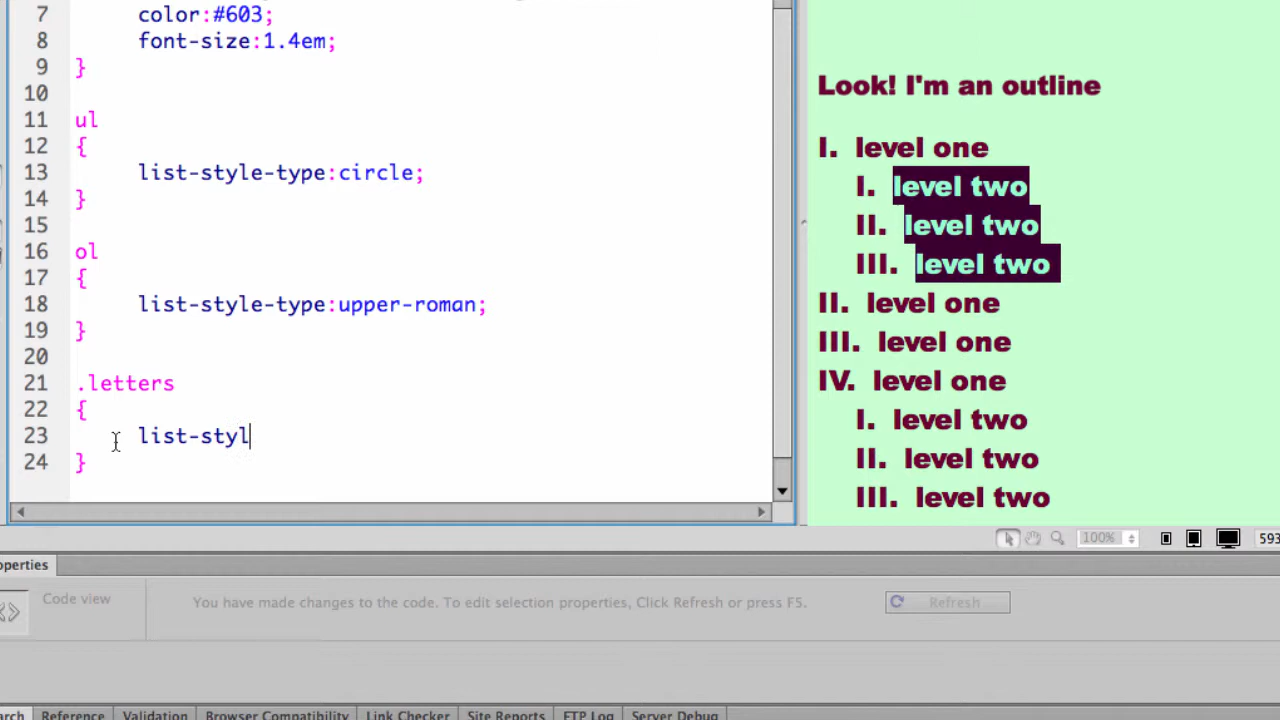 7 color:#603;
8 font-size:1.4em;
9 }
10
11 ul
12 {
13 list-style-type:circle;
14 }
15
16 ol
17 {
18 list-style-type:upper-roman;
19 }
20
21 .letters
22 {
23 list-styl
24 }
Look! I'm an outline
I. level one
I. level two
II. level two
III. level two
II. level one
III. level one
IV. level one
I. level two
II. level two
III. level two
100%
593
operties
Code view
You have made changes to the code. To edit selection properties, Click Refresh or press F5.
Refresh
arch Reference Validation Browser Compatibility Link Checker Site Reports FTP Log Server Debug